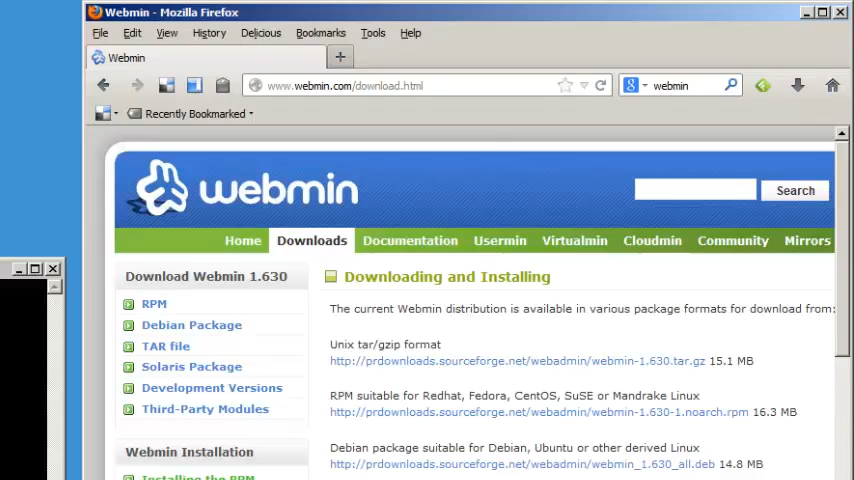 Webmin - Mozilla Firefox
File Edit View History Delicious Bookmarks Tools Help
Webmin
www.webmin.com/download.html
webmin
Recently Bookmarked
webmin
Search
Home Downloads Documentation Usermin Virtualmin Cloudmin Community Mirrors
Download Webmin 1.630
RPM
Debian Package
TAR file
Solaris Package
Development Versions
Third-Party Modules
Webmin Installation
Installing the RPM
Downloading and Installing
The current Webmin distribution is available in various package formats for download from:
Unix tar/gzip format
http://prdownloads.sourceforge.net/webadmin/webmin-1.630.tar.gz 15.1 MB
RPM suitable for Redhat, Fedora, CentOS, SuSE or Mandrake Linux
http://prdownloads.sourceforge.net/webadmin/webmin-1.630-1.noarch.rpm 16.3 MB
Debian package suitable for Debian, Ubuntu or other derived Linux
http://prdownloads.sourceforge.net/webadmin/webmin_1.630_all.deb 14.8 MB